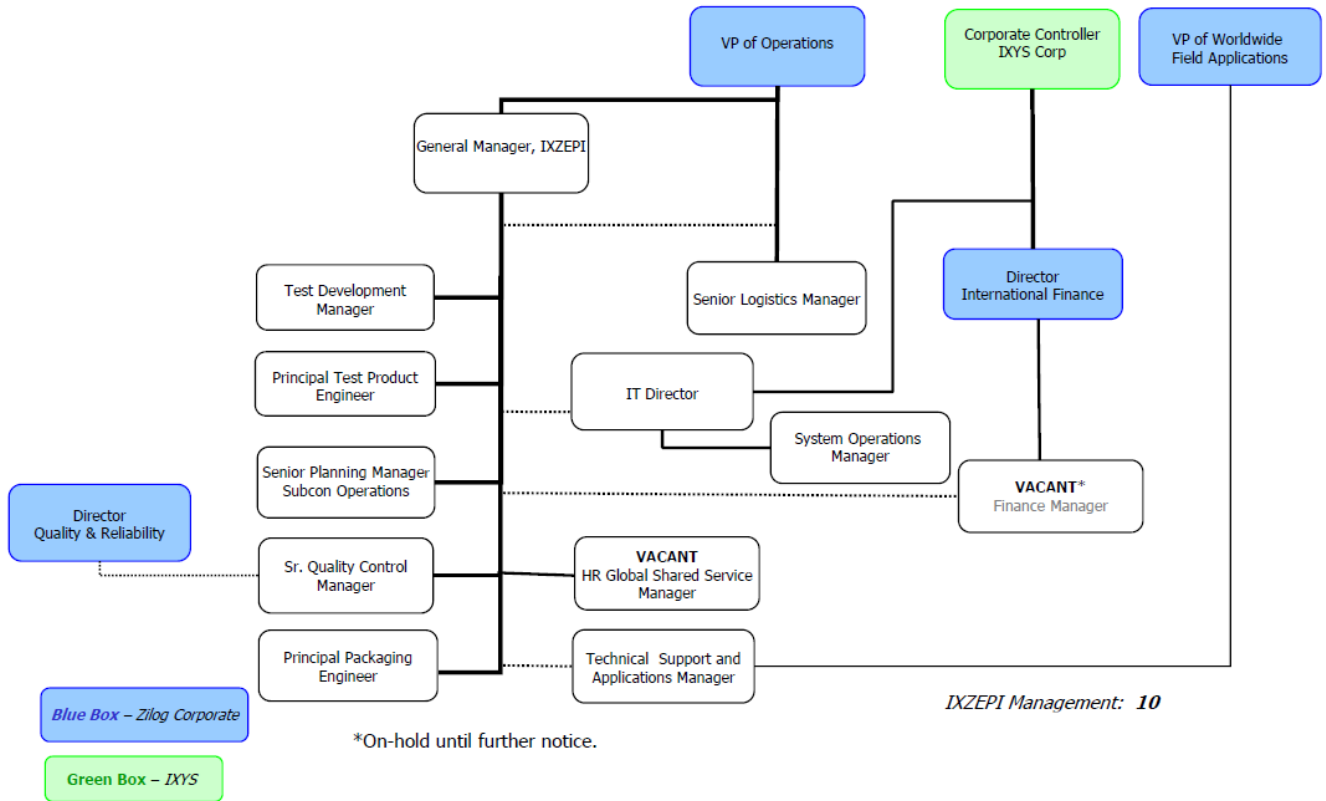 VP of Operations
Corporate Controller
IXYS Corp
VP of Worldwide
Field Applications
General Manager, IXZEPI
Test Development
Manager
Senior Logistics Manager
Director
International Finance
Principal Test Product
Engineer
IT Director
System Operations
Manager
Senior Planning Manager
Subcon Operations
VACANT*
Finance Manager
Director
Quality & Reliability
Sr. Quality Control
Manager
VACANT
HR Global Shared Service
Manager
Principal Packaging
Engineer
Technical Support and
Applications Manager
IXZEPI Management: 10
Blue Box – Zilog Corporate
*On-hold until further notice.
Green Box – IXYS